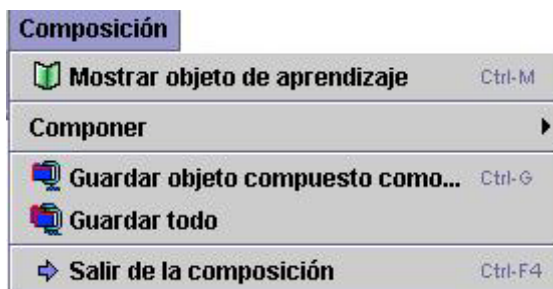 Composición
Mostrar objeto de aprendizaje Ctrl-M
Componer
Guardar objeto compuesto como... Ctrl-G
Guardar todo
Salir de la composición Ctrl-F4